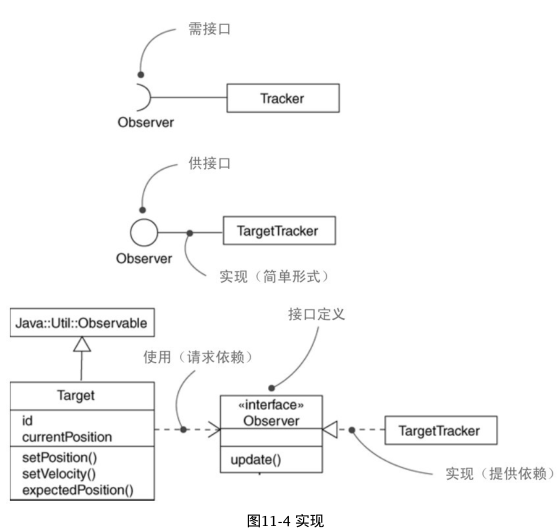 需接口
Tracker
Observer
供接口
TargetTracker
Observer
实现（简单形式）
接口定义
Java::Util::Observable
使用（请求依赖）
Target
id
currentPosition
setPosition()
setVelocity()
expectedPosition()
«interface»
Observer
update()
TargetTracker
实现（提供依赖）
图11-4 实现